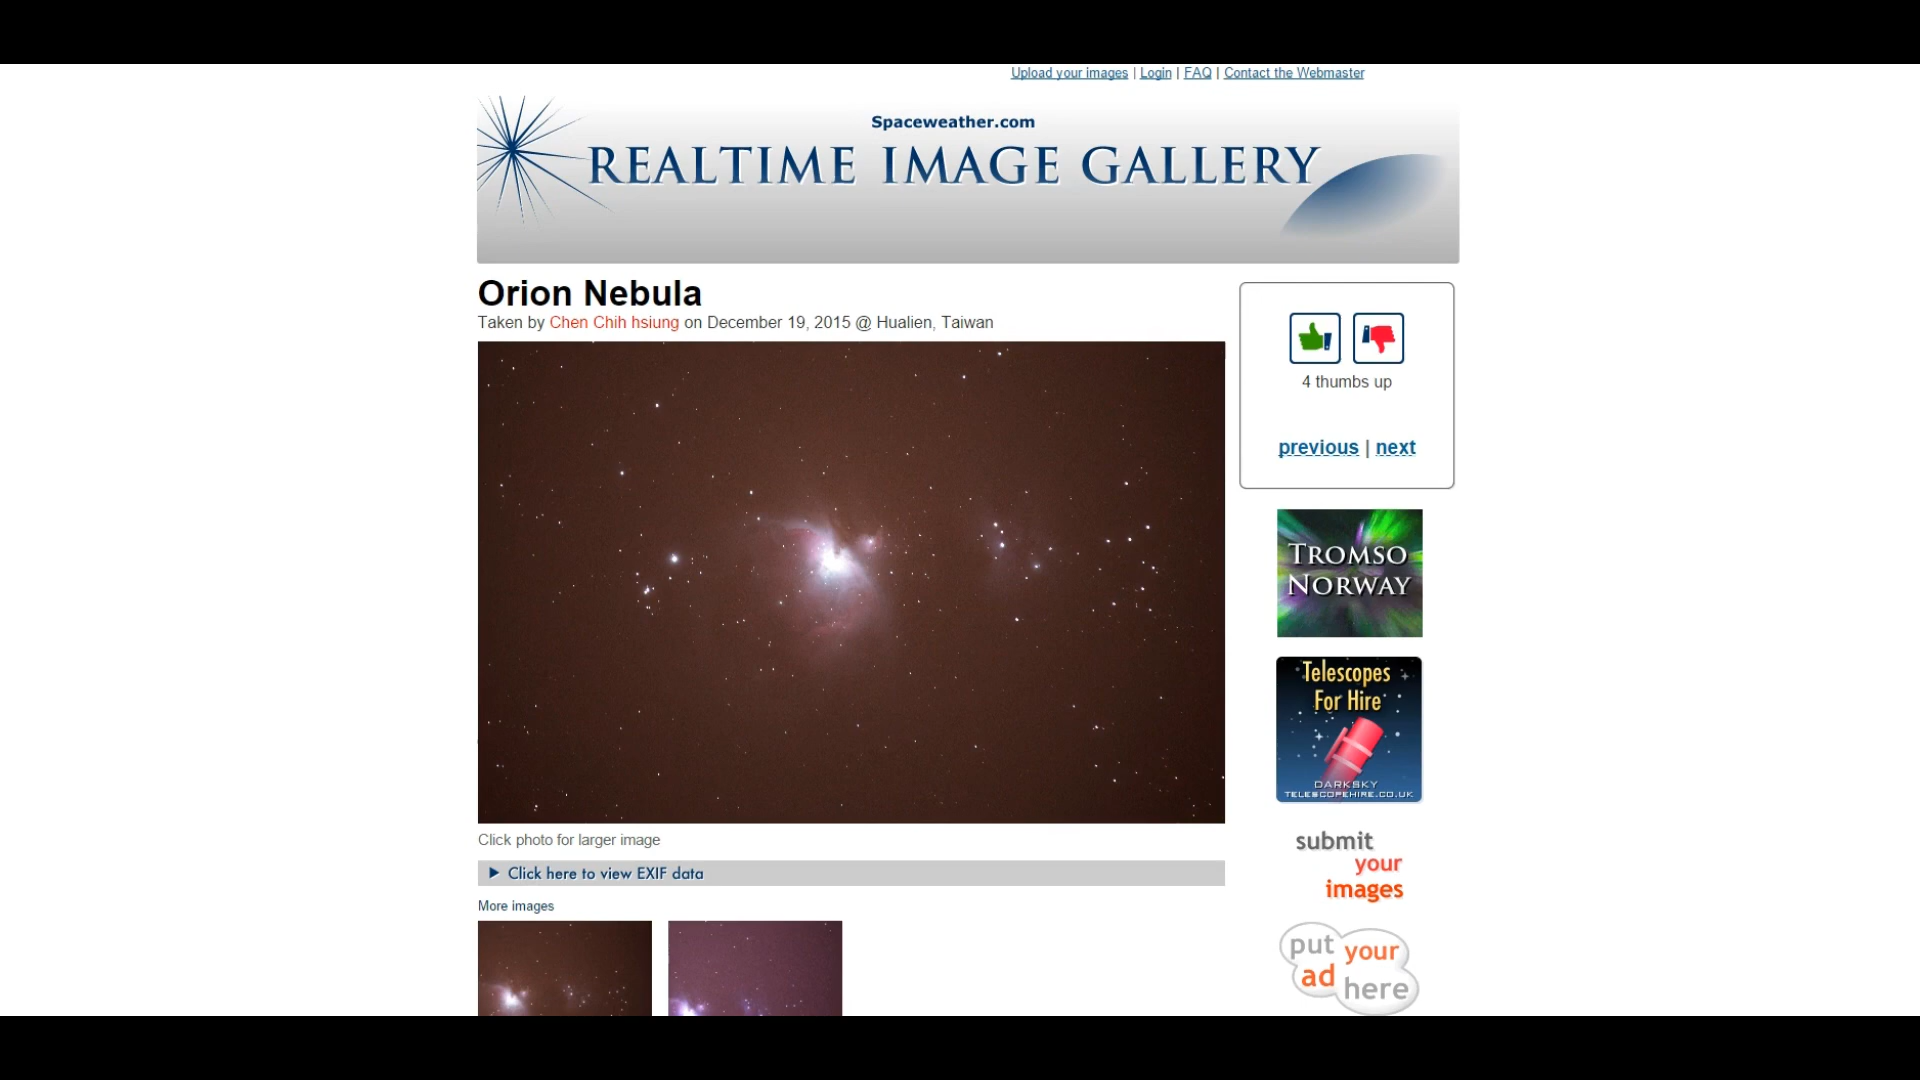 Upload your images | Login | FAQ | Contact the Webmaster
Spaceweather.com
REALTIME IMAGE GALLERY
Orion Nebula
Taken by Chen Chih hsiung on December 19, 2015 @ Hualien, Taiwan
4 thumbs up
previous | next
TROMSO
NORWAY
Telescopes
For Hire
DARKSKY
TELESCOPEHIRE.CO.UK
Click photo for larger image
submit
your
images
Click here to view EXIF data
More images
put your
ad here